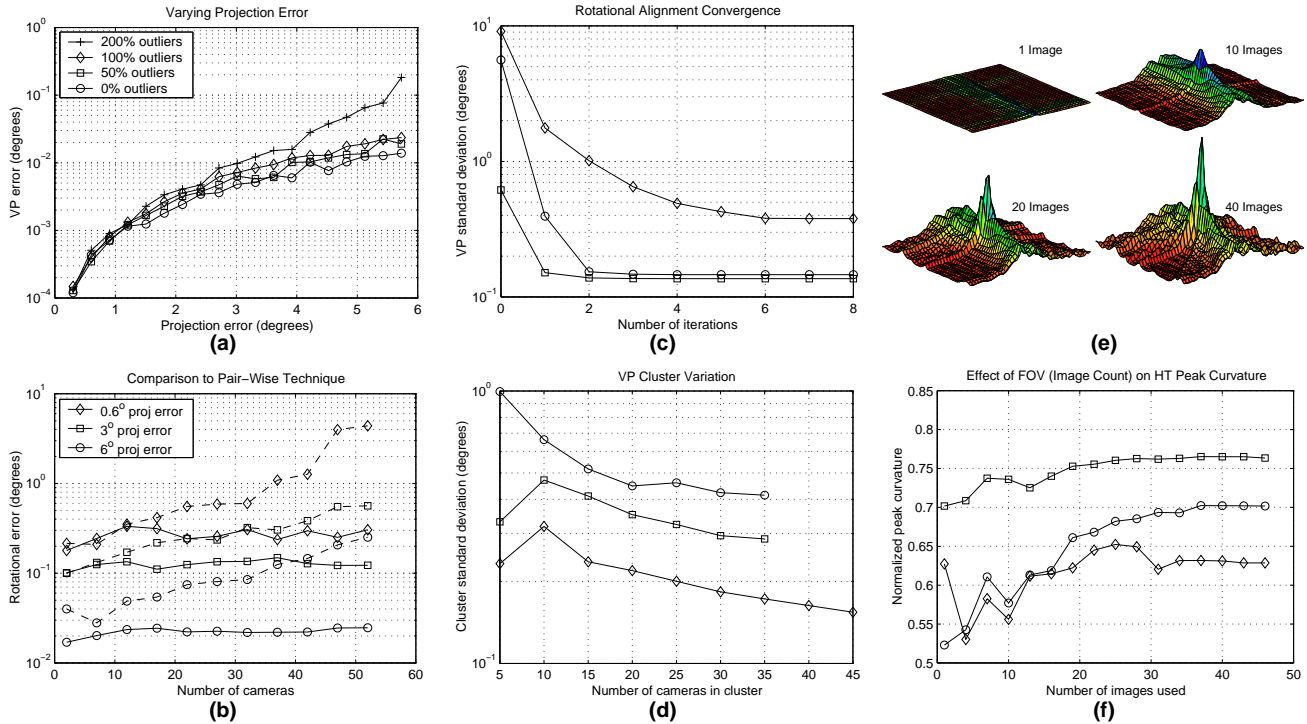 Varying Projection Error
10^0
10^-1
10^-2
10^-3
10^-4
VP error (degrees)
200% outliers
100% outliers
50% outliers
0% outliers
0 1 2 3 4 5 6
Projection error (degrees)
(a)
Rotational Alignment Convergence
10^1
10^0
10^-1
VP standard deviation (degrees)
0 2 4 6 8
Number of iterations
(c)
1 Image
10 Images
20 Images
40 Images
(e)
Comparison to Pair-Wise Technique
10^1
10^0
10^-1
10^-2
Rotational error (degrees)
0.6° proj error
3° proj error
6° proj error
0 10 20 30 40 50 60
Number of cameras
(b)
VP Cluster Variation
10^0
10^-1
Cluster standard deviation (degrees)
5 10 15 20 25 30 35 40 45
Number of cameras in cluster
(d)
Effect of FOV (Image Count) on HT Peak Curvature
0.85
0.8
0.75
0.7
0.65
0.6
0.55
0.5
Normalized peak curvature
0 10 20 30 40 50
Number of images used
(f)